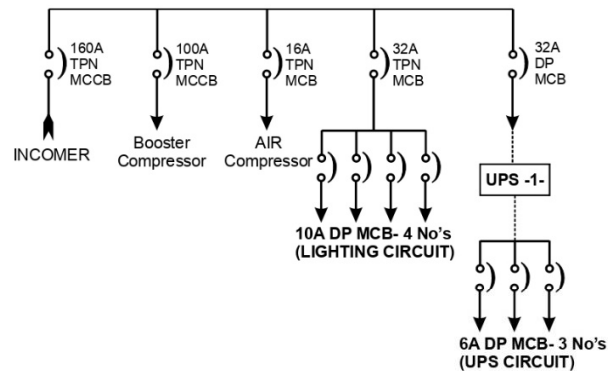 160A
TPN
MCCB
100A
TPN
MCCB
16A
TPN
MCB
32A
TPN
MCB
32A
DP
MCB
INCOMER
Booster
Compressor
AIR
Compressor
UPS -1-
10A DP MCB- 4 No's
(LIGHTING CIRCUIT)
6A DP MCB- 3 No's
(UPS CIRCUIT)